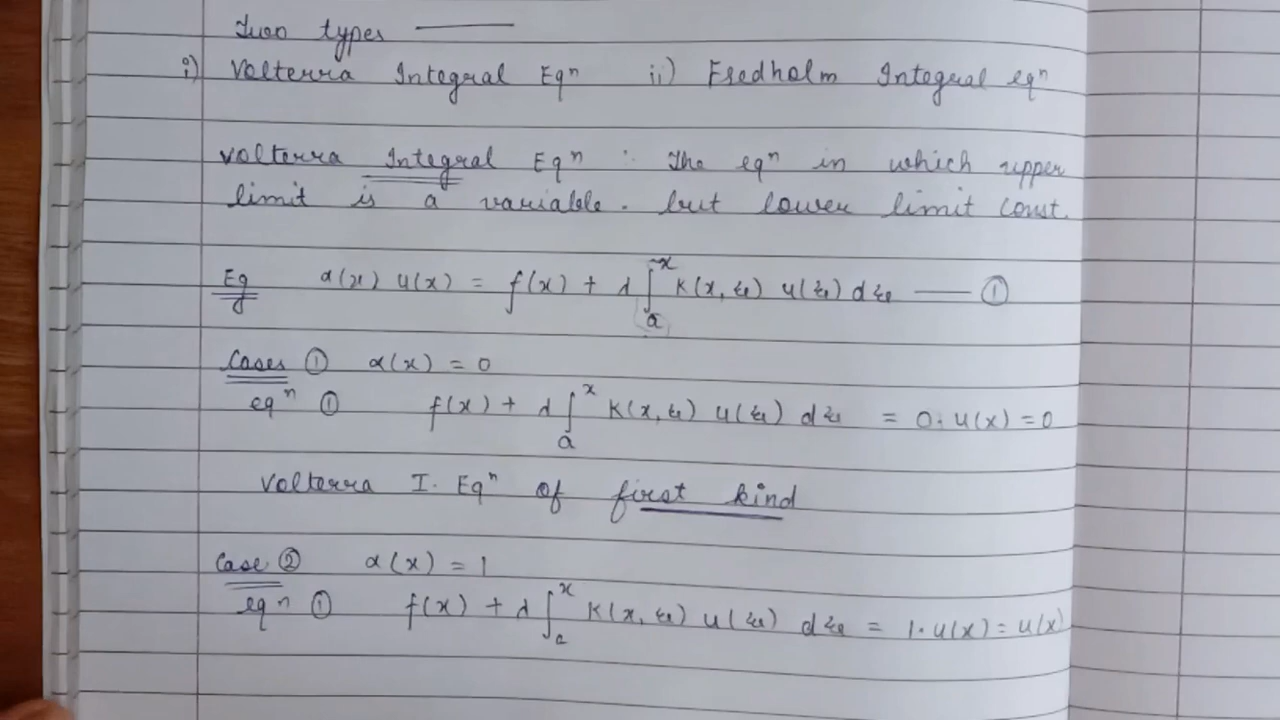 Two types ——
i) Volterra Integral Eqⁿ ii) Fredholm Integral eqⁿ
Volterra Integral Eqⁿ : The eqⁿ in which upper
limit is a variable. but lower limit const.
Eg α(x) u(x) = f(x) + λ ∫ₐˣ K(x, ξ) u(ξ) dξ —— ①
Cases ① α(x) = 0
eqⁿ ① f(x) + λ ∫ₐˣ K(x, ξ) u(ξ) dξ = 0. u(x) = 0
Volterra I. Eqⁿ of first kind
Case ② α(x) = 1
eqⁿ ① f(x) + λ ∫ₐˣ K(x, ξ) u(ξ) dξ = 1. u(x) = u(x)